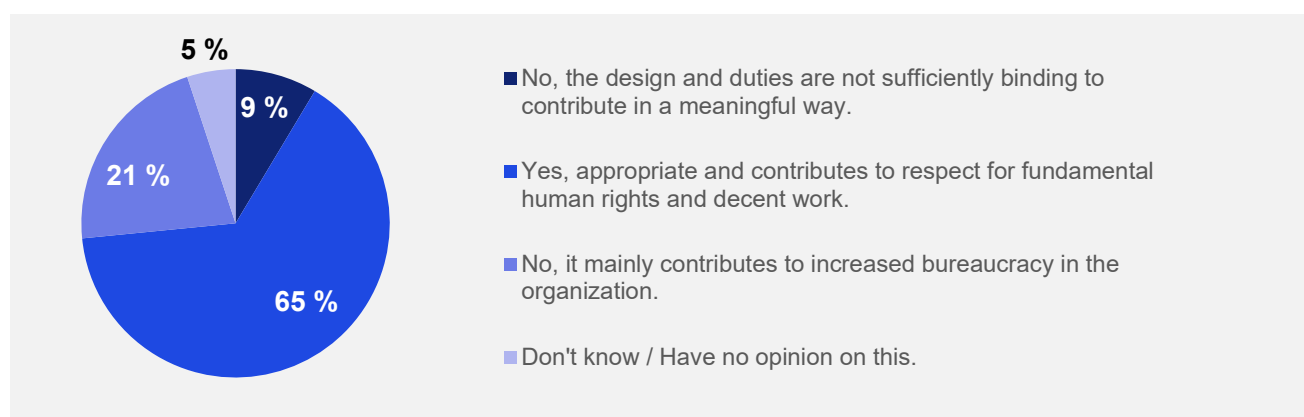 5 %
9 %
21 %
65 %
No, the design and duties are not sufficiently binding to
contribute in a meaningful way.
Yes, appropriate and contributes to respect for fundamental
human rights and decent work.
No, it mainly contributes to increased bureaucracy in the
organization.
Don't know / Have no opinion on this.